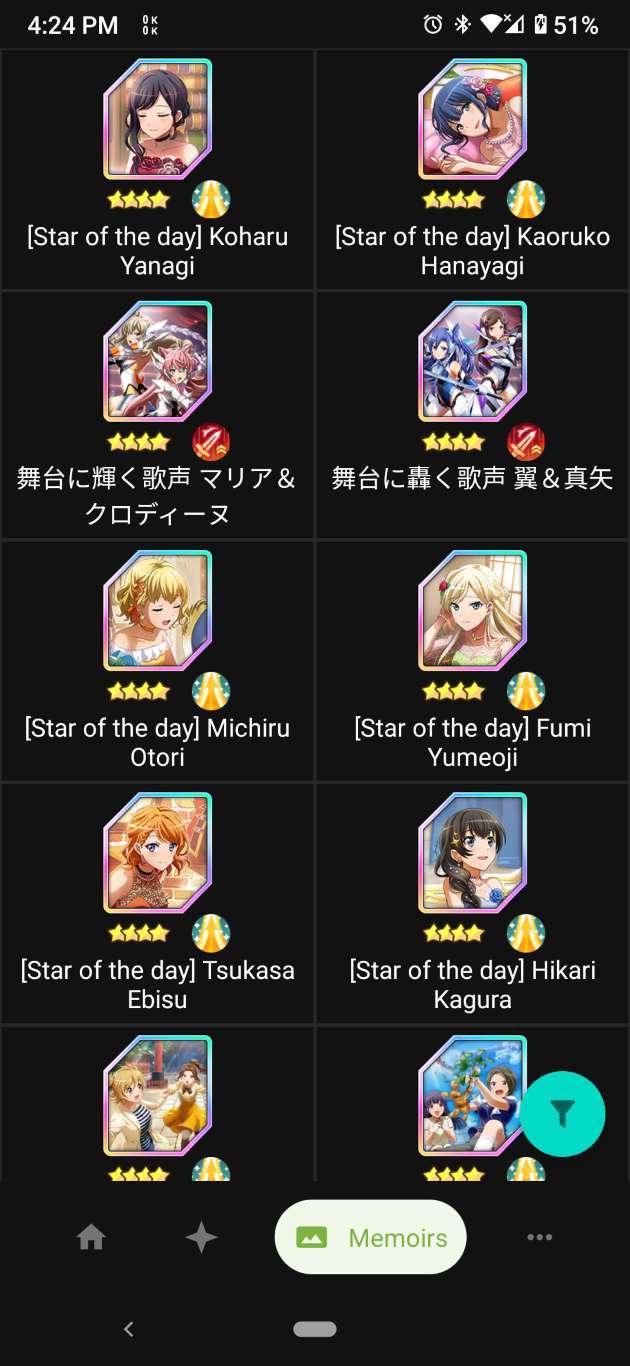 4:24 PM 0K 0K 51%
[Star of the day] Koharu
Yanagi
[Star of the day] Kaoruko
Hanayagi
舞台に輝く歌声 マリア＆
クロディーヌ
舞台に轟く歌声 翼＆真矢
[Star of the day] Michiru
Otori
[Star of the day] Fumi
Yumeoji
[Star of the day] Tsukasa
Ebisu
[Star of the day] Hikari
Kagura
Memoirs